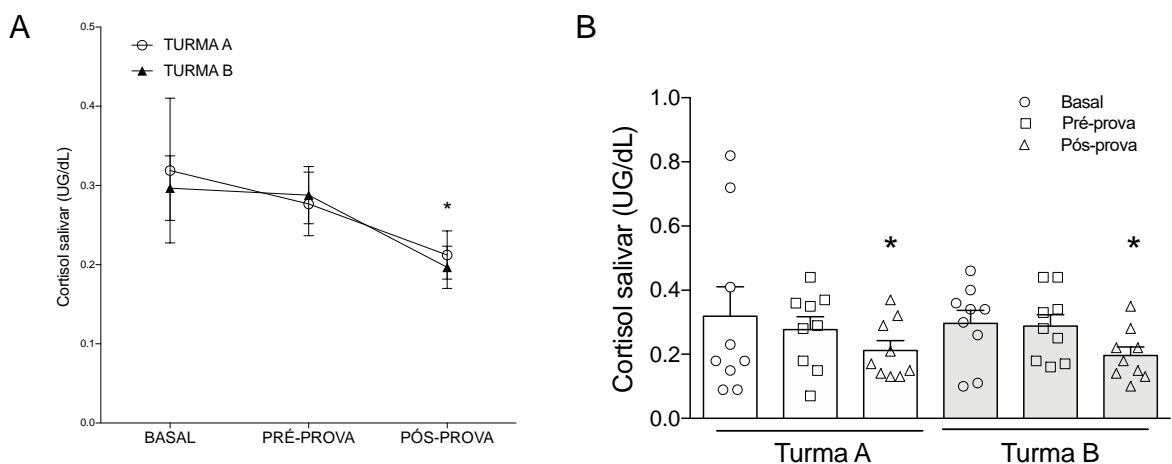 A
0.5
0.4
0.3
0.2
0.1
0.0
Cortisol salivar (UG/dL)
TURMA A
TURMA B
*
BASAL PRÉ-PROVA PÓS-PROVA
B
1.0
0.8
0.6
0.4
0.2
0.0
Cortisol salivar (UG/dL)
Basal
Pré-prova
Pós-prova
* *
Turma A Turma B